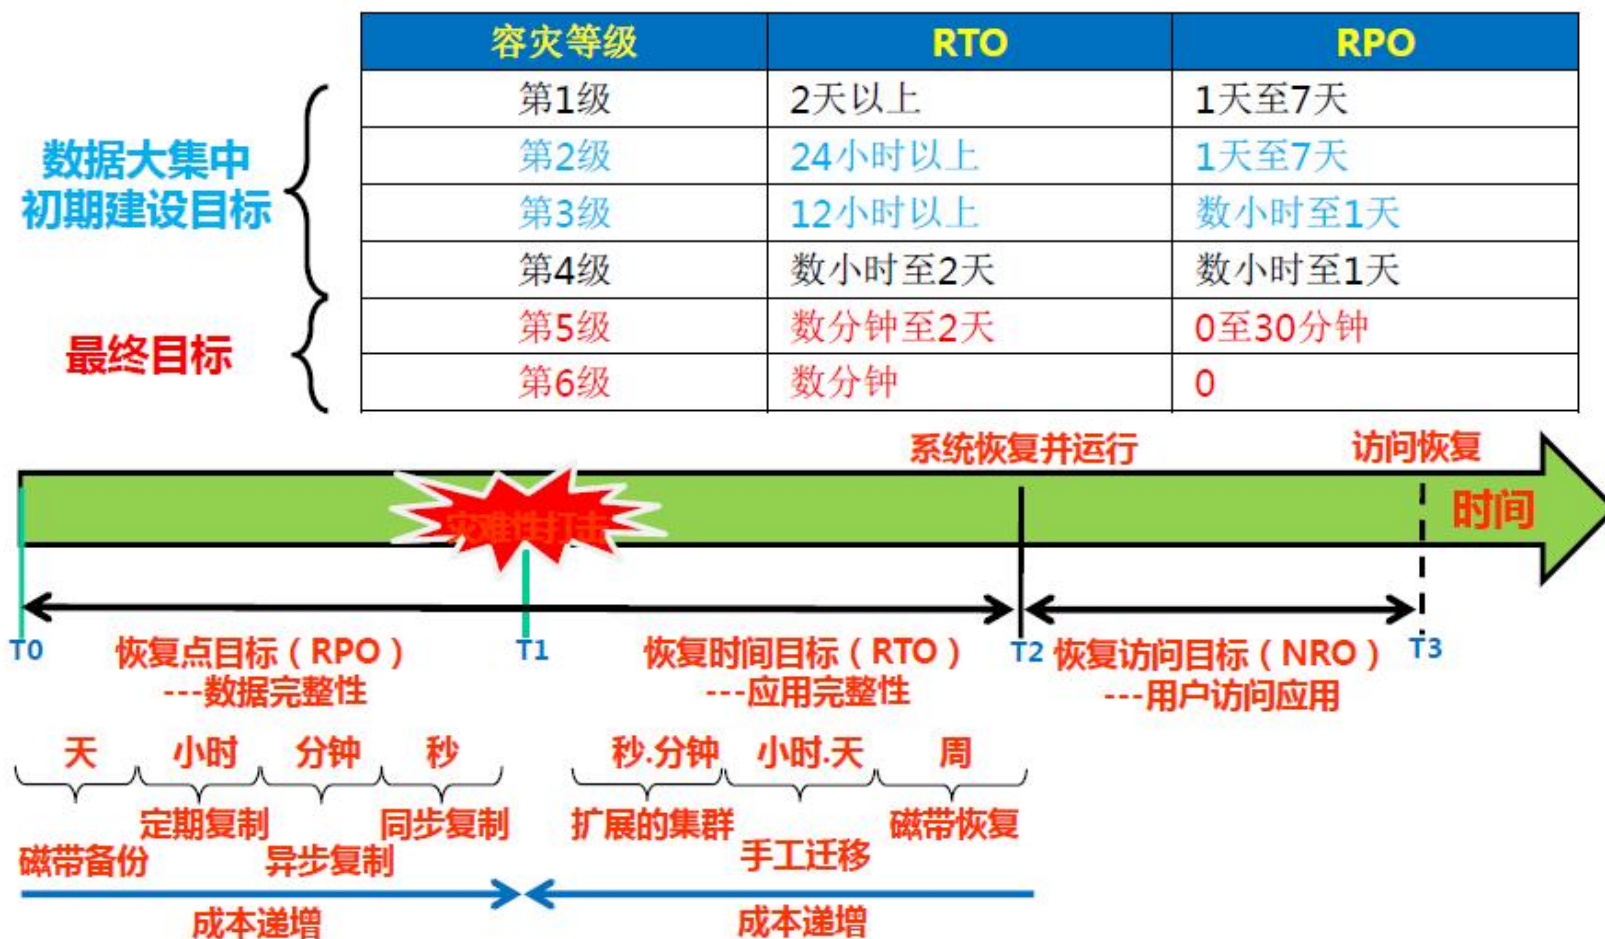 容灾等级 RTO RPO
第1级 2天以上 1天至7天
第2级 24小时以上 1天至7天
第3级 12小时以上 数小时至1天
第4级 数小时至2天 数小时至1天
第5级 数分钟至2天 0至30分钟
第6级 数分钟 0
数据大集中
初期建设目标
最终目标
系统恢复并运行 访问恢复
灾难性打击
时间
T0 恢复点目标(RPO) T1 恢复时间目标(RTO) T2 恢复访问目标(NRO) T3
---数据完整性 ---应用完整性 ---用户访问应用
天 小时 分钟 秒 秒.分钟 小时.天 周
定期复制 同步复制 扩展的集群 磁带恢复
磁带备份 异步复制 手工迁移
成本递增 成本递增